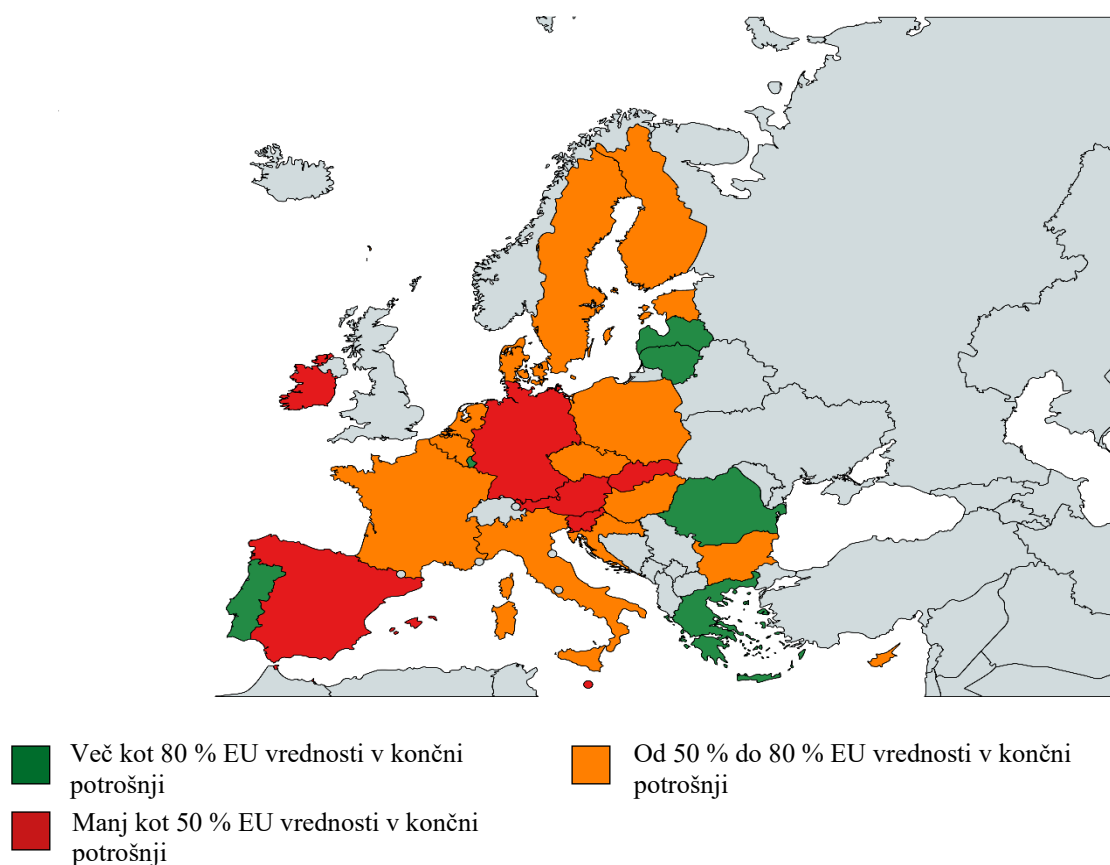 Več kot 80 % EU vrednosti v končni
potrošnji
Od 50 % do 80 % EU vrednosti v končni
potrošnji
Manj kot 50 % EU vrednosti v končni
potrošnji